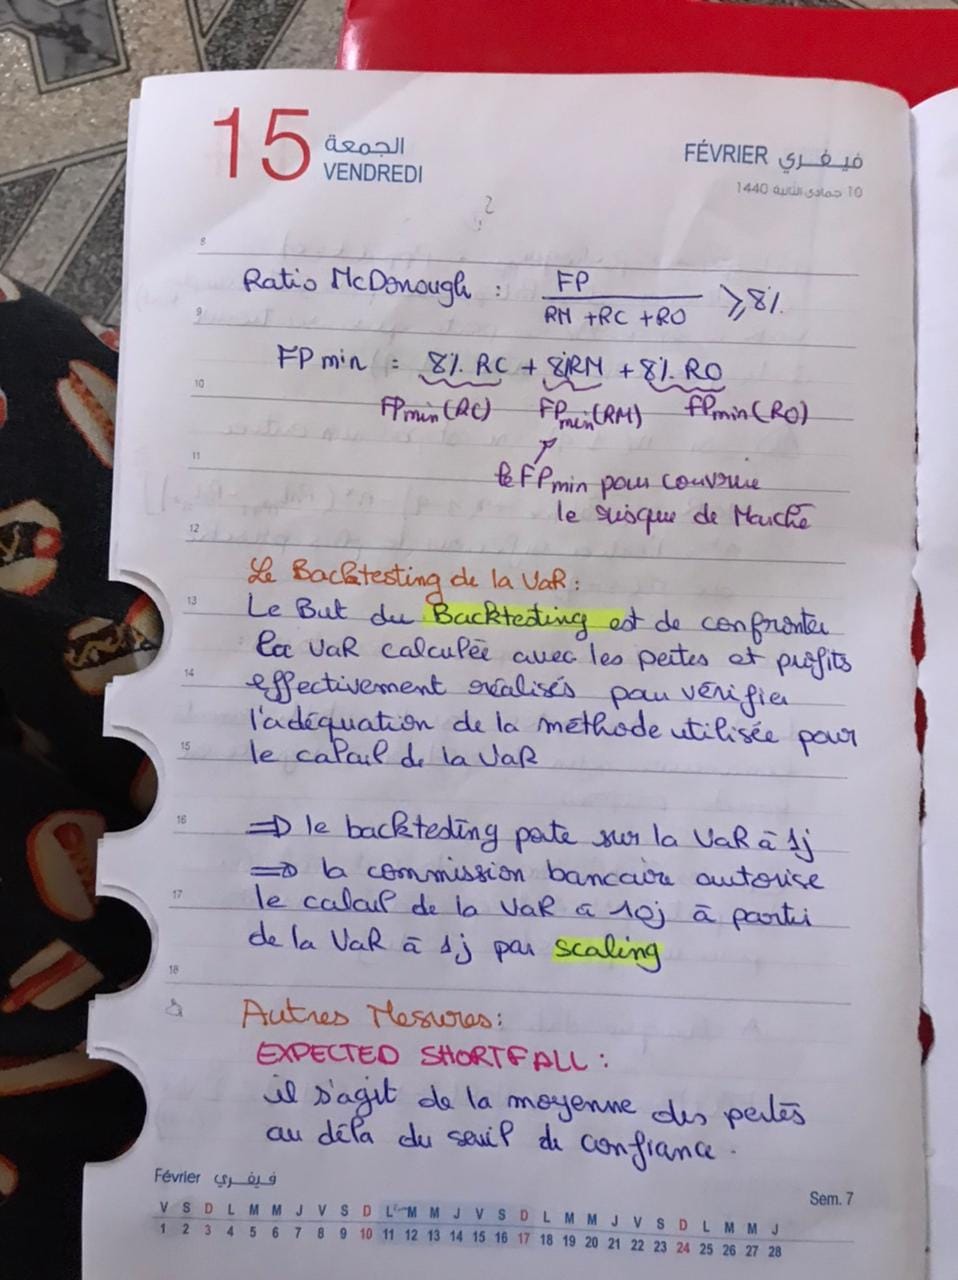 15 الجمعة
VENDREDI
FÉVRIER فيفري
10 جمادى الثانية 1440
8
Ratio McDonough : FP / RM + RC + RO ⩾ 8%.
9
FP min = 8% RC + 8% RM + 8% RO
10
FPmin (RC) FPmin (RM) FPmin (RO)
11
le FPmin pour couvrir
le risque de Marché
12
Le Backtesting de la VaR :
13
Le But du Backtesting est de confronter
la VaR calculée avec les pertes et profits
14
effectivement réalisés pour vérifier
l'adéquation de la méthode utilisée pour
15
le calcul de la VaR
16
=> le backtesting porte sur la VaR à 1j
=> la commission bancaire autorise
17
le calcul de la VaR à 10j à partir
de la VaR à 1j par scaling
18
Autres Mesures :
EXPECTED SHORTFALL :
il s'agit de la moyenne des pertes
au délà du seuil de confiance.
Février فيفري
Sem. 7
V S D L M M J V S D L M M J V S D L M M J V S D L M M J
1 2 3 4 5 6 7 8 9 10 11 12 13 14 15 16 17 18 19 20 21 22 23 24 25 26 27 28